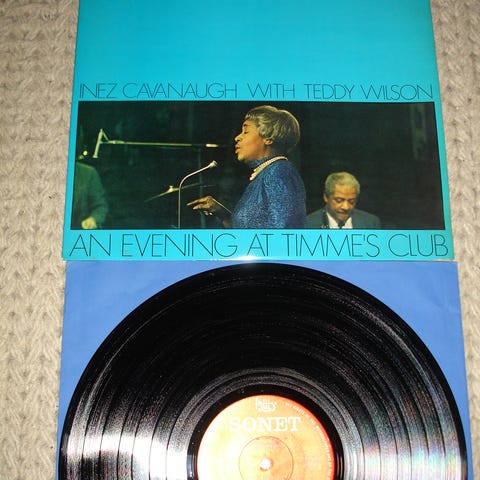 INEZ CAVANAUGH WITH TEDDY WILSON
AN EVENING AT TIMME'S CLUB
SONET